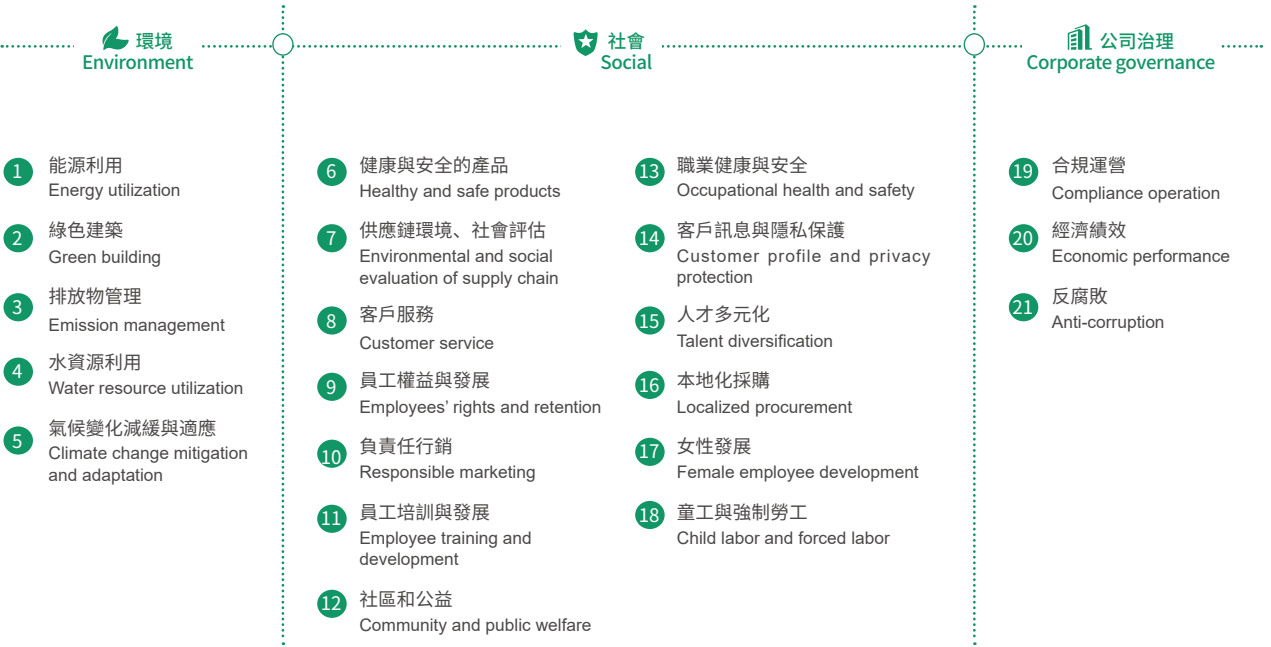 環境
Environment
社會
Social
公司治理
Corporate governance
1
能源利用
Energy utilization
2
綠色建築
Green building
3
排放物管理
Emission management
4
水資源利用
Water resource utilization
5
氣候變化減緩與適應
Climate change mitigation
and adaptation
6
健康與安全的產品
Healthy and safe products
7
供應鏈環境、社會評估
Environmental and social
evaluation of supply chain
8
客戶服務
Customer service
9
員工權益與發展
Employees’ rights and retention
10
負責任行銷
Responsible marketing
11
員工培訓與發展
Employee training and
development
12
社區和公益
Community and public welfare
13
職業健康與安全
Occupational health and safety
14
客戶訊息與隱私保護
Customer profile and privacy
protection
15
人才多元化
Talent diversification
16
本地化採購
Localized procurement
17
女性發展
Female employee development
18
童工與強制勞工
Child labor and forced labor
19
合規運營
Compliance operation
20
經濟績效
Economic performance
21
反腐敗
Anti-corruption